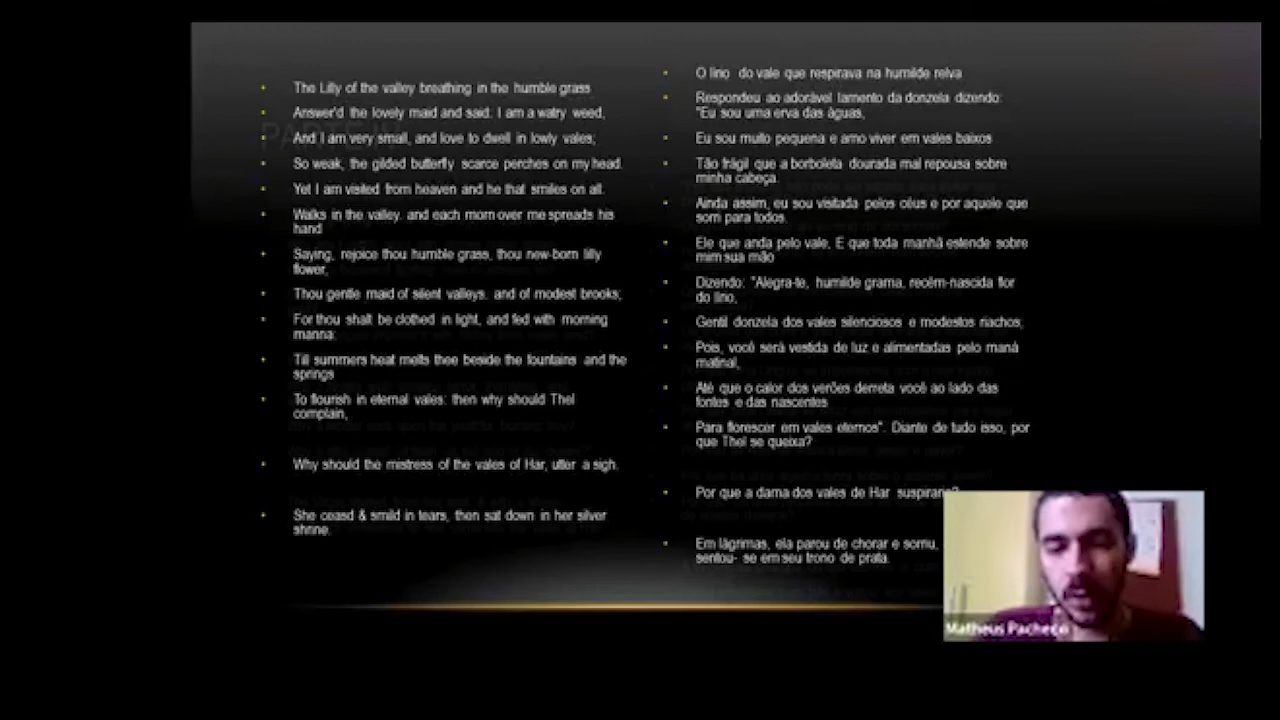 The Lilly of the valley breathing in the humble grass
Answer'd the lovely maid and said: I am a watry weed,
And I am very small, and love to dwell in lowly vales;
So weak, the gilded butterfly scarce perches on my head.
Yet I am visited from heaven and he that smiles on all.
Walks in the valley. and each morn over me spreads his
hand
Saying, rejoice thou humble grass, thou new-born lilly
flower,
Thou gentle maid of silent valleys. and of modest brooks;
For thou shalt be clothed in light, and fed with morning
manna:
Till summers heat melts thee beside the fountains and the
springs
To flourish in eternal vales: then why should Thel
complain,
Why should the mistress of the vales of Har, utter a sigh.
She ceasd & smild in tears, then sat down in her silver
shrine.
O lírio do vale que respirava na humilde relva
Respondeu ao adorável lamento da donzela dizendo:
"Eu sou uma erva das águas,
Eu sou muito pequena e amo viver em vales baixos
Tão frágil que a borboleta dourada mal repousa sobre
minha cabeça.
Ainda assim, eu sou visitada pelos céus e por aquele que
sorri para todos.
Ele que anda pelo vale, E que toda manhã estende sobre
mim sua mão
Dizendo: "Alegra-te, humilde grama, recém-nascida flor
do lírio,
Gentil donzela dos vales silenciosos e modestos riachos;
Pois, você será vestida de luz e alimentadas pelo maná
matinal,
Até que o calor dos verões derreta você ao lado das
fontes e das nascentes
Para florescer em vales eternos". Diante de tudo isso, por
que Thel se queixa?
Por que a dama dos vales de Har suspiraria?
Em lágrimas, ela parou de chorar e sorriu,
sentou- se em seu trono de prata.
Matheus Pacheco